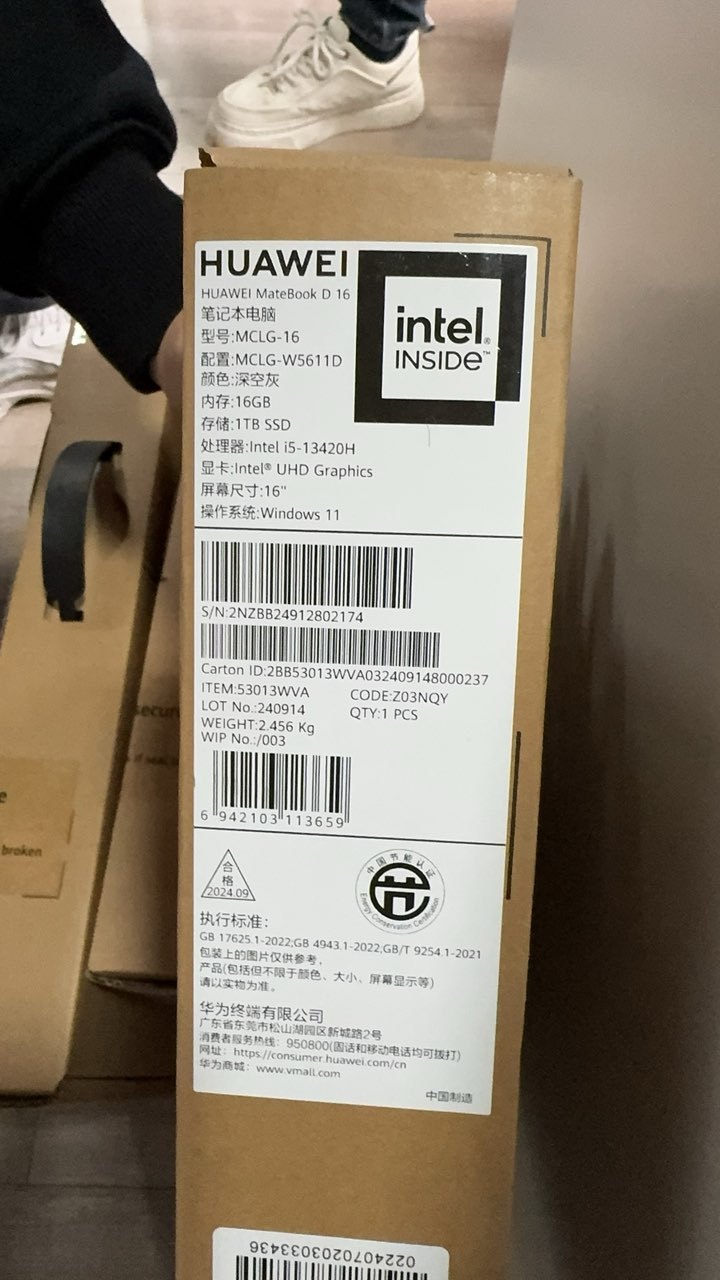 HUAWEI
HUAWEI MateBook D 16
笔记本电脑
型号:MCLG-16
配置:MCLG-W5611D
颜色:深空灰
内存:16GB
存储:1TB SSD
处理器:Intel i5-13420H
显卡:Intel® UHD Graphics
屏幕尺寸:16"
操作系统:Windows 11
intel®
INSIDE™
S/N:2NZBB24912802174
Carton ID:2BB53013WVA032409148000237
ITEM:53013WVA CODE:Z03NQY
LOT No.:240914 QTY:1 PCS
WEIGHT:2.456 Kg
WIP No.:/003
6 942103 113659
合
格
2024.09
中国节能认证
节
Energy Conservation Certification
执行标准：
GB 17625.1-2022;GB 4943.1-2022;GB/T 9254.1-2021
包装上的图片仅供参考，
产品(包括但不限于颜色、大小、屏幕显示等)
请以实物为准。
华为终端有限公司
广东省东莞市松山湖园区新城路2号
消费者服务热线：950800(固话和移动电话均可拨打)
网址：https://consumer.huawei.com/cn
华为商城：www.vmall.com
中国制造
0224070203033436
secur
if seal is
e
broken